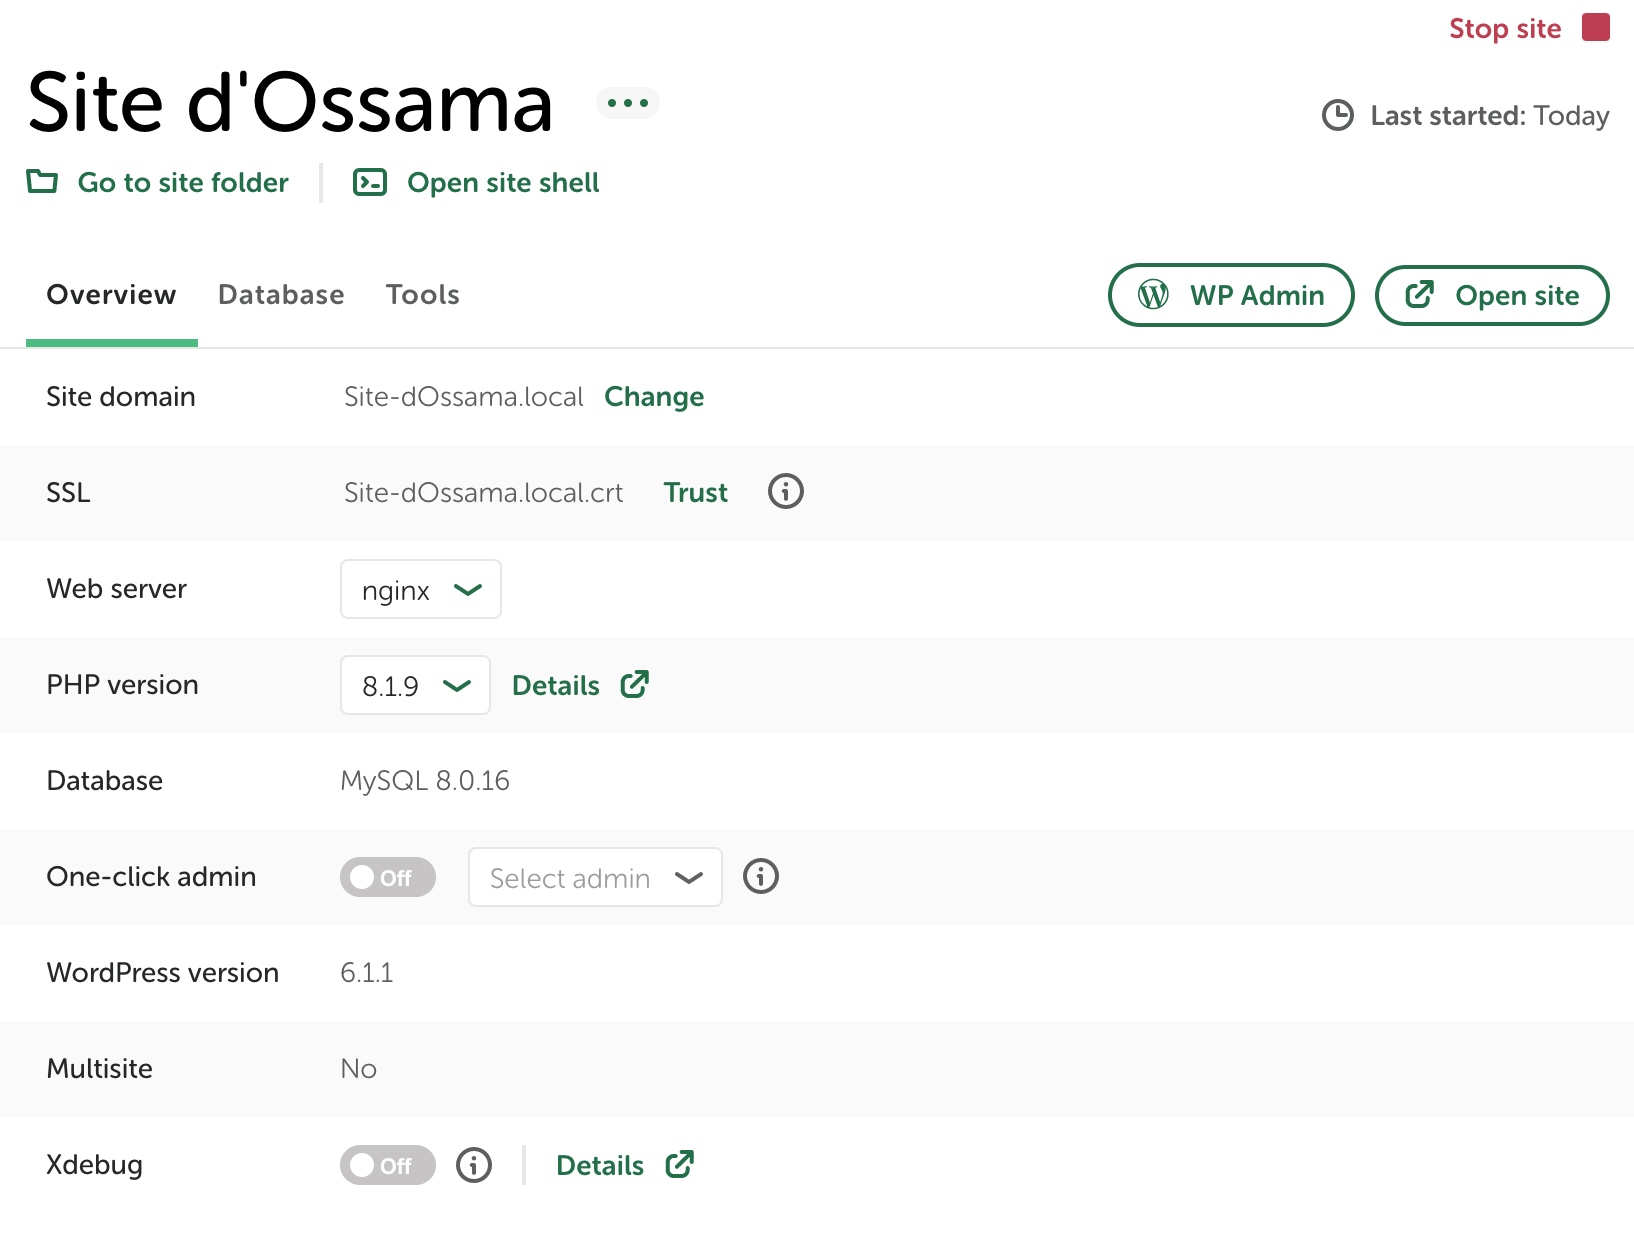 Stop site
Site d'Ossama
Last started: Today
Go to site folder
Open site shell
Overview Database Tools
WP Admin
Open site
Site domain Site-dOssama.local Change
SSL Site-dOssama.local.crt Trust
Web server nginx
PHP version 8.1.9 Details
Database MySQL 8.0.16
One-click admin Off Select admin
WordPress version 6.1.1
Multisite No
Xdebug Off Details